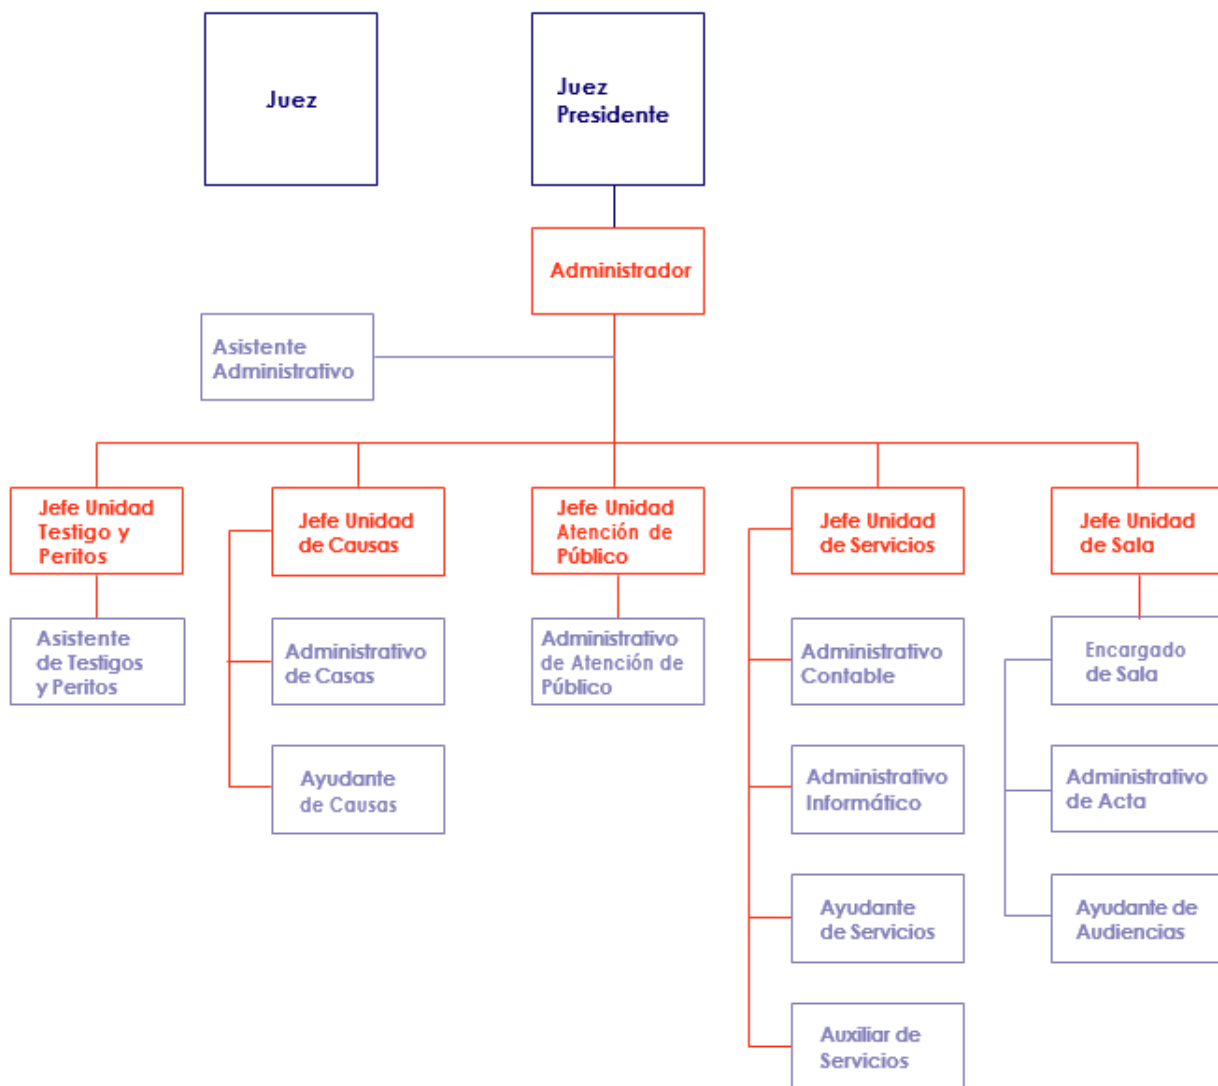 Juez
Juez
Presidente
Administrador
Asistente
Administrativo
Jefe Unidad
Testigo y
Peritos
Jefe Unidad
de Causas
Jefe Unidad
Atención de
Público
Jefe Unidad
de Servicios
Jefe Unidad
de Sala
Asistente
de Testigos
y Peritos
Administrativo
de Casas
Administrativo
de Atención de
Público
Administrativo
Contable
Encargado
de Sala
Ayudante
de Causas
Administrativo
Informático
Administrativo
de Acta
Ayudante
de Servicios
Ayudante de
Audiencias
Auxiliar de
Servicios